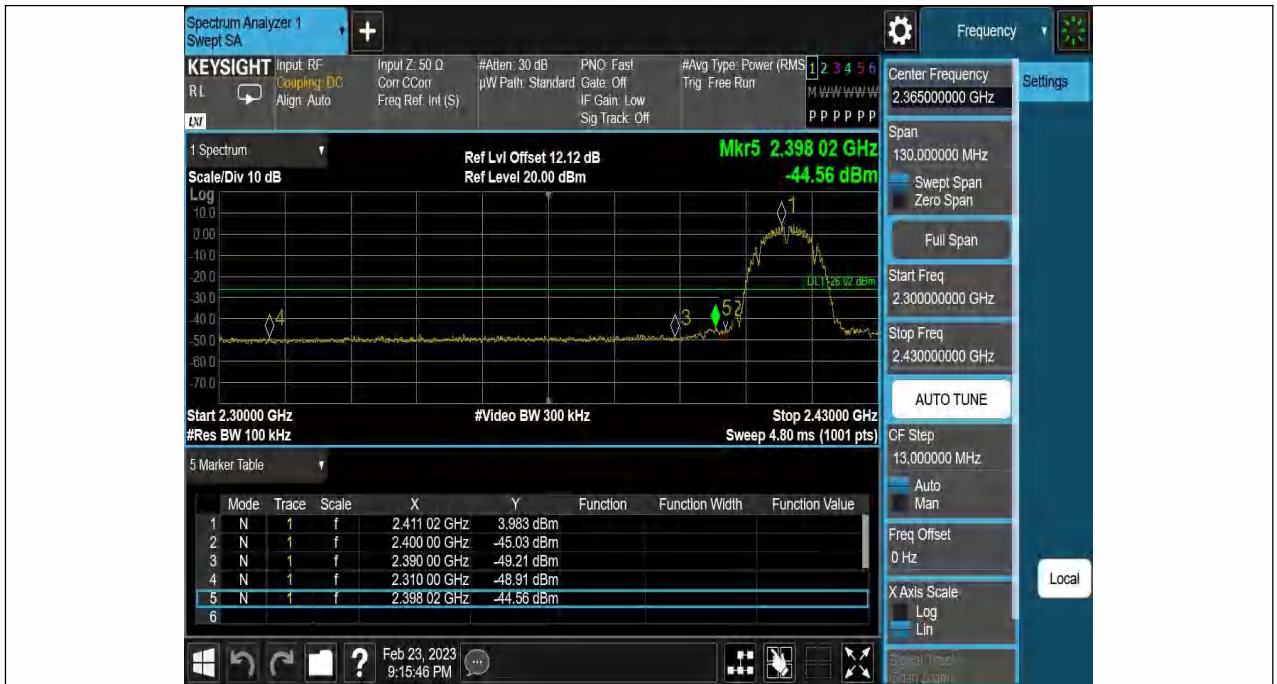 Spectrum Analyzer 1
Swept SA
Frequency
KEYSIGHT
RL
LXI
Input: RF
Coupling: DC
Align: Auto
Input Z: 50 Ω
Corr CCorr
Freq Ref: Int (S)
#Atten: 30 dB
µW Path: Standard
PNO: Fast
Gate: Off
IF Gain: Low
Sig Track: Off
#Avg Type: Power (RMS
Trig: Free Run
1 2 3 4 5 6
M W W W W W
P P P P P P
1 Spectrum
Scale/Div 10 dB
Ref Lvl Offset 12.12 dB
Ref Level 20.00 dBm
Mkr5 2.398 02 GHz
-44.56 dBm
Log
10.0
0.00
-10.0
-20.0
-30.0
-40.0
-50.0
-60.0
-70.0
1
DL1 -26.02 dBm
4
3
5
2
Start 2.30000 GHz
#Video BW 300 kHz
Stop 2.43000 GHz
#Res BW 100 kHz
Sweep 4.80 ms (1001 pts)
5 Marker Table
Mode Trace Scale X Y Function Function Width Function Value
1 N 1 f 2.411 02 GHz 3.983 dBm
2 N 1 f 2.400 00 GHz -45.03 dBm
3 N 1 f 2.390 00 GHz -49.21 dBm
4 N 1 f 2.310 00 GHz -48.91 dBm
5 N 1 f 2.398 02 GHz -44.56 dBm
6
Feb 23, 2023
9:15:46 PM
Center Frequency
2.365000000 GHz
Settings
Span
130.000000 MHz
Swept Span
Zero Span
Full Span
Start Freq
2.300000000 GHz
Stop Freq
2.430000000 GHz
AUTO TUNE
CF Step
13.000000 MHz
Auto
Man
Freq Offset
0 Hz
Local
X Axis Scale
Log
Lin
Signal Track
(Span Zoom)